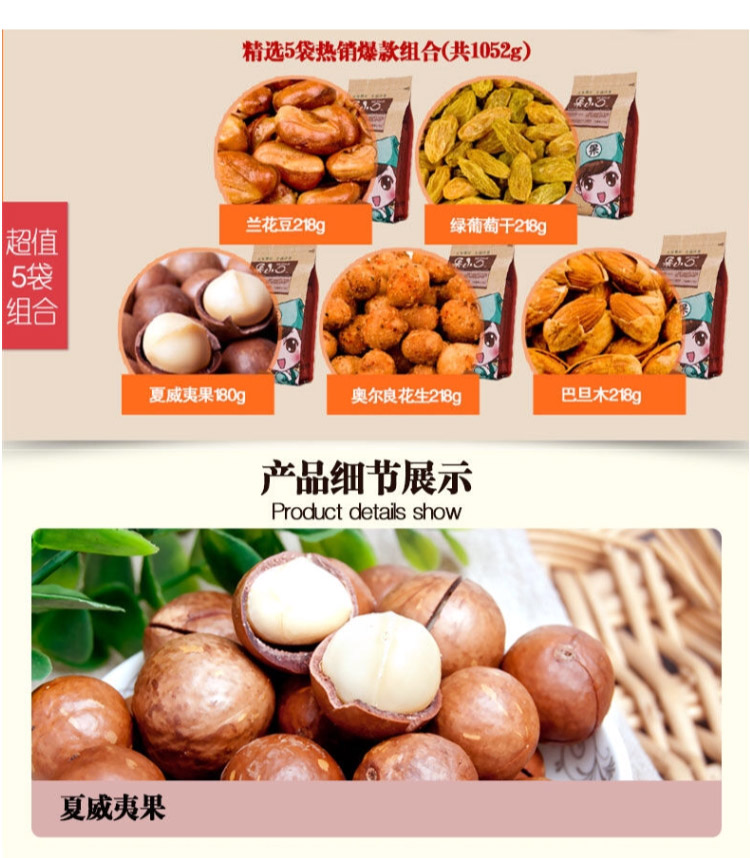 精选5袋热销爆款组合(共1052g)
兰花豆218g
绿葡萄干218g
超值
5袋
组合
夏威夷果180g
奥尔良花生218g
巴旦木218g
产品细节展示
Product details show
夏威夷果